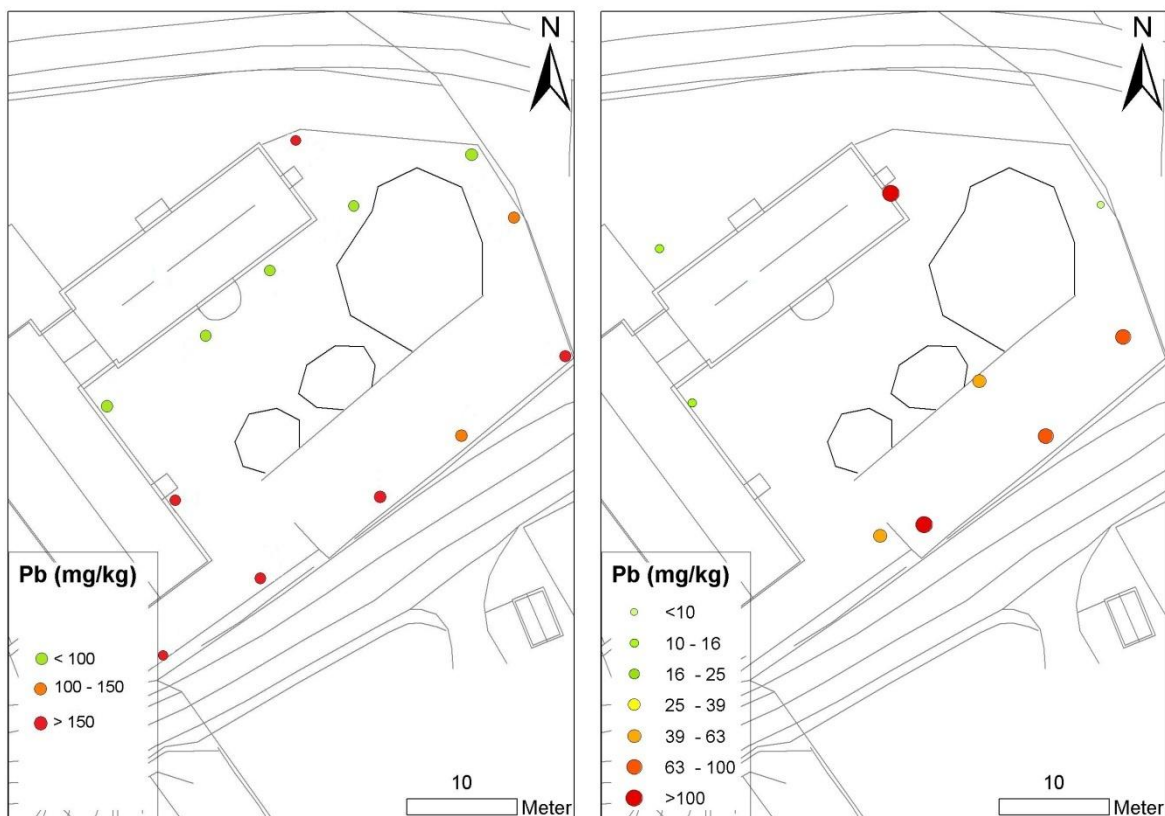 N
Pb (mg/kg)
< 100
100 - 150
> 150
10
Meter
N
Pb (mg/kg)
<10
10 - 16
16 - 25
25 - 39
39 - 63
63 - 100
>100
10
Meter